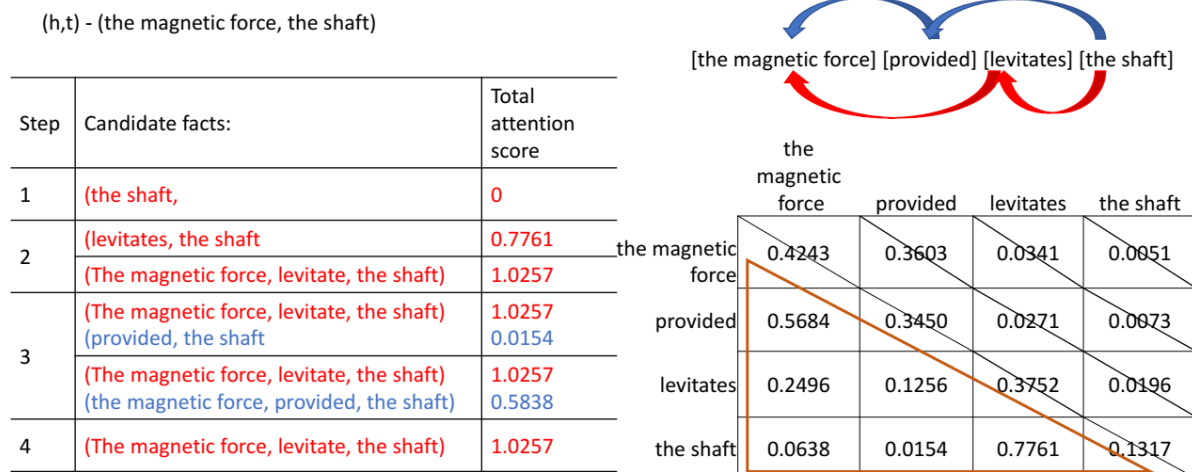 (h,t) - (the magnetic force, the shaft)
Step
Candidate facts:
Total
attention
score
1
(the shaft,
0
2
(levitates, the shaft
0.7761
(The magnetic force, levitate, the shaft)
1.0257
3
(The magnetic force, levitate, the shaft)
1.0257
(provided, the shaft
0.0154
(The magnetic force, levitate, the shaft)
1.0257
(the magnetic force, provided, the shaft)
0.5838
4
(The magnetic force, levitate, the shaft)
1.0257
[the magnetic force] [provided] [levitates] [the shaft]
the
magnetic
force
provided
levitates
the shaft
the magnetic
force
0.4243
0.3603
0.0341
0.0051
provided
0.5684
0.3450
0.0271
0.0073
levitates
0.2496
0.1256
0.3752
0.0196
the shaft
0.0638
0.0154
0.7761
0.1317